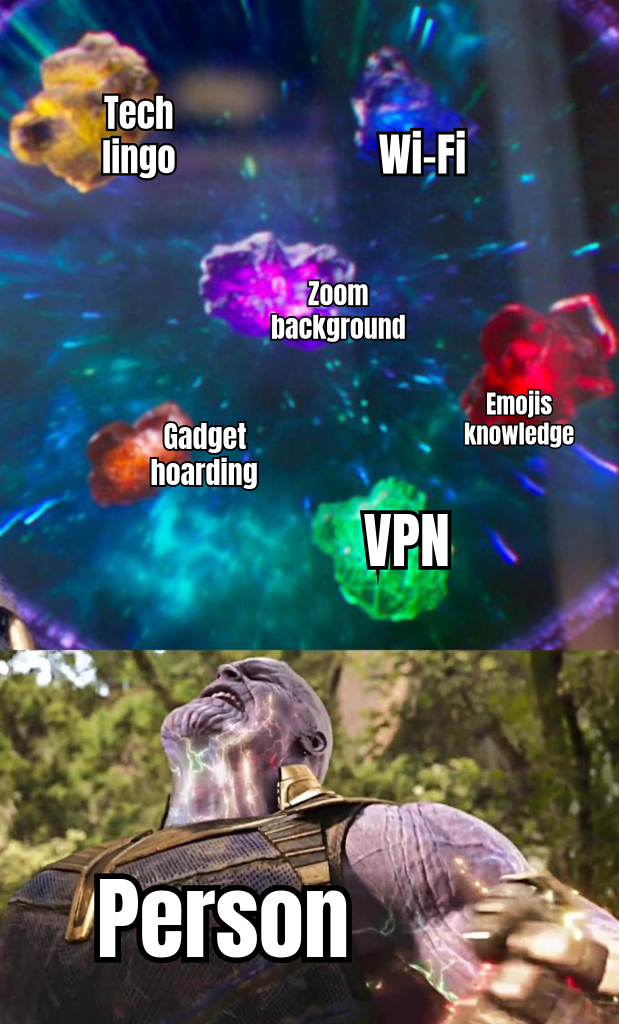 Tech
lingo
Wi-Fi
Zoom
background
Emojis
knowledge
Gadget
hoarding
VPN
Person